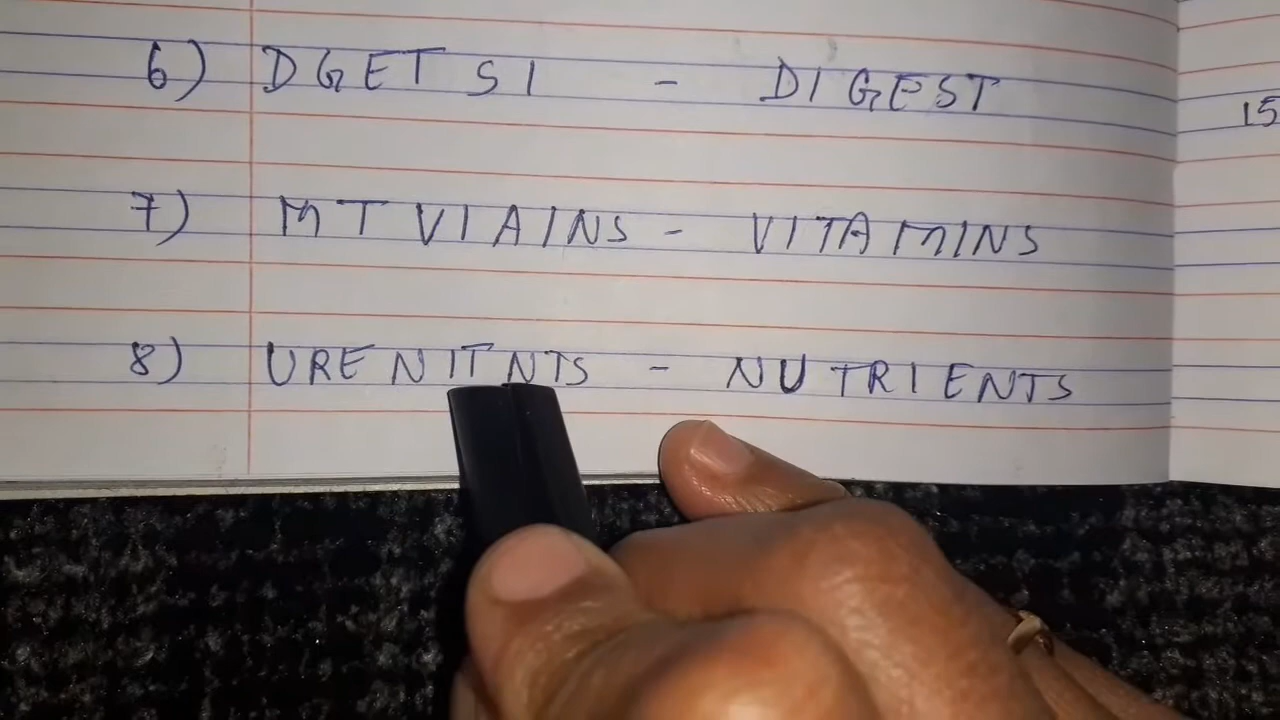 6) DGETSI - DIGEST
15
7) MTVIAINS - VITAMINS
8) URENITNTS - NUTRIENTS